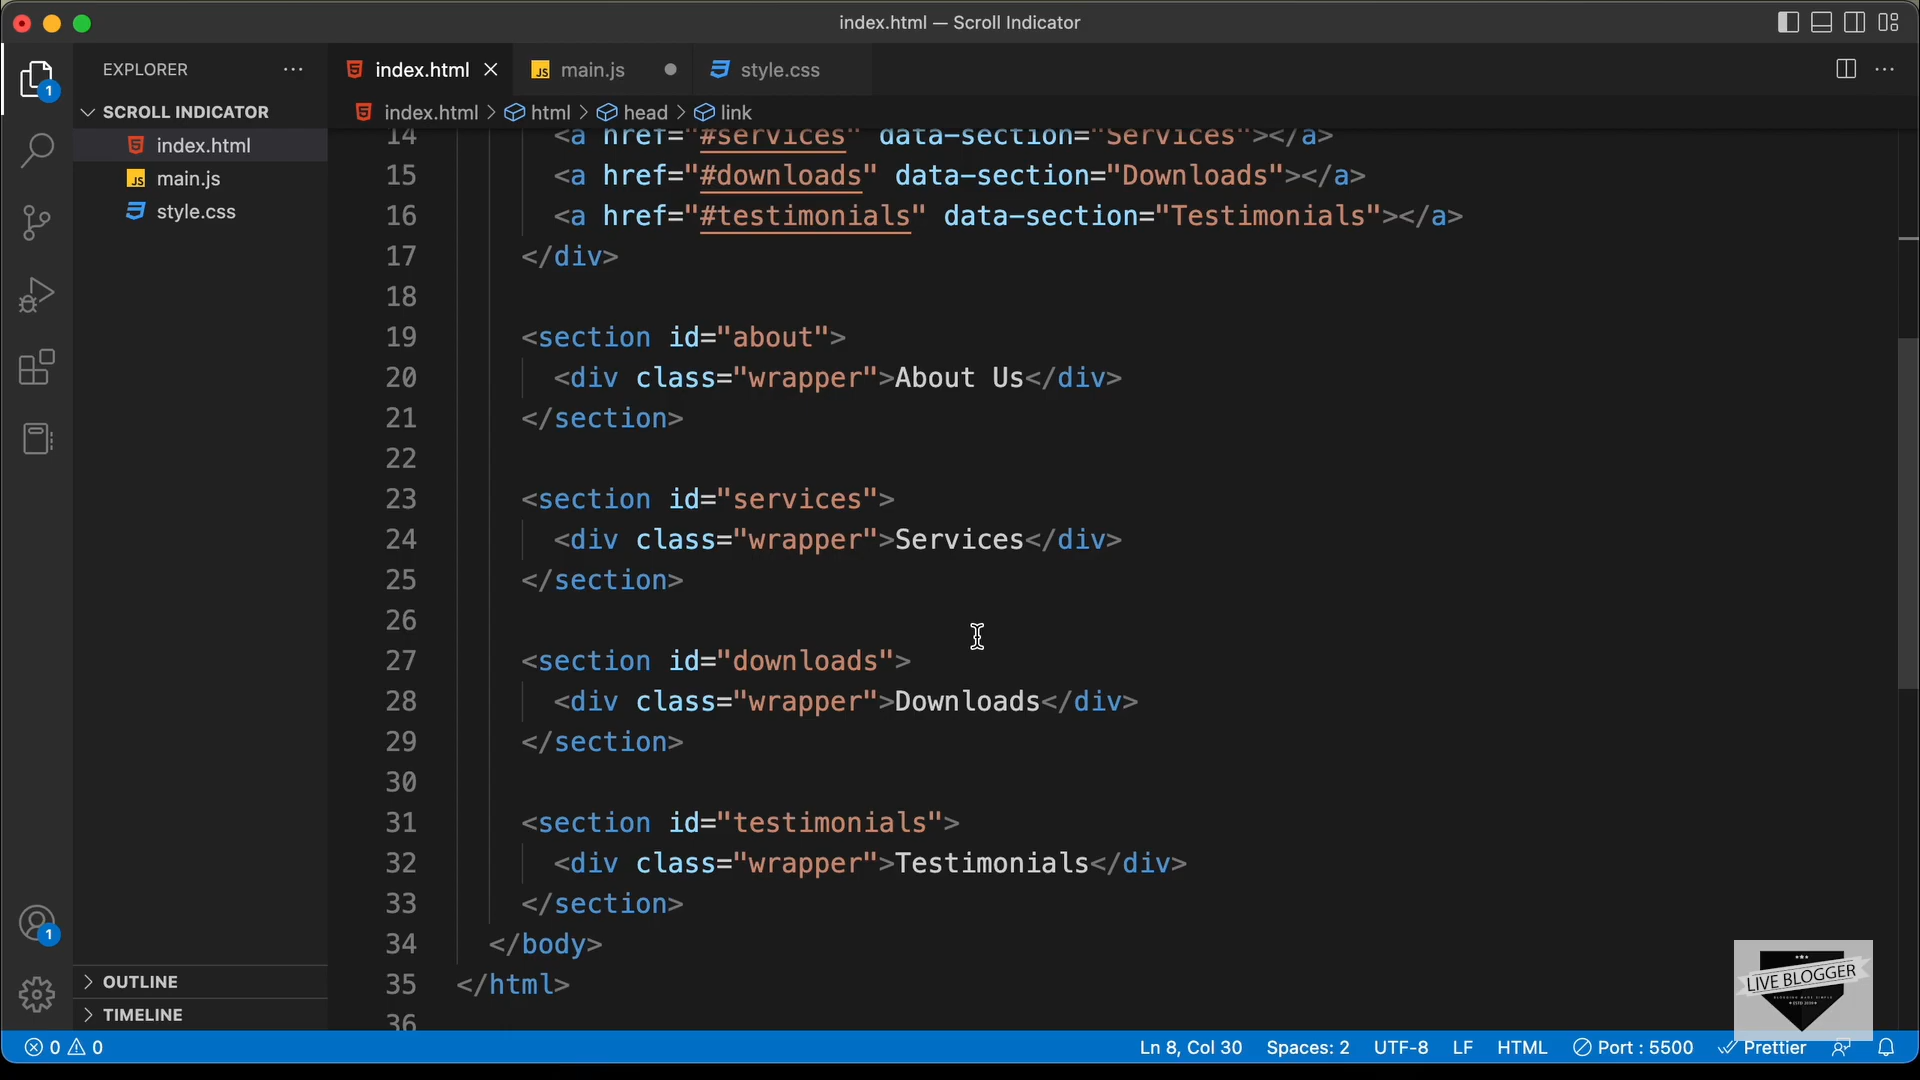 index.html — Scroll Indicator
EXPLORER
index.html
JS main.js
style.css
1
SCROLL INDICATOR
index.html > html > head > link
index.html
JS main.js
style.css
14 <a href="#services" data-section="Services"></a>
15 <a href="#downloads" data-section="Downloads"></a>
16 <a href="#testimonials" data-section="Testimonials"></a>
17 </div>
18
19 <section id="about">
20 <div class="wrapper">About Us</div>
21 </section>
22
23 <section id="services">
24 <div class="wrapper">Services</div>
25 </section>
26
27 <section id="downloads">
28 <div class="wrapper">Downloads</div>
29 </section>
30
31 <section id="testimonials">
32 <div class="wrapper">Testimonials</div>
33 </section>
34 </body>
35 </html>
36
1
OUTLINE
TIMELINE
LIVE BLOGGER
0 0
Ln 8, Col 30 Spaces: 2 UTF-8 LF HTML Port : 5500 Prettier